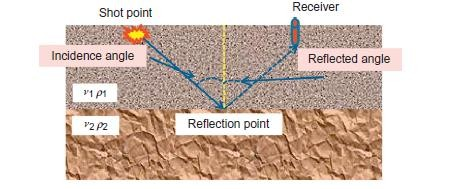 Shot point
Receiver
Incidence angle
Reflected angle
v1 ρ1
v2 ρ2
Reflection point